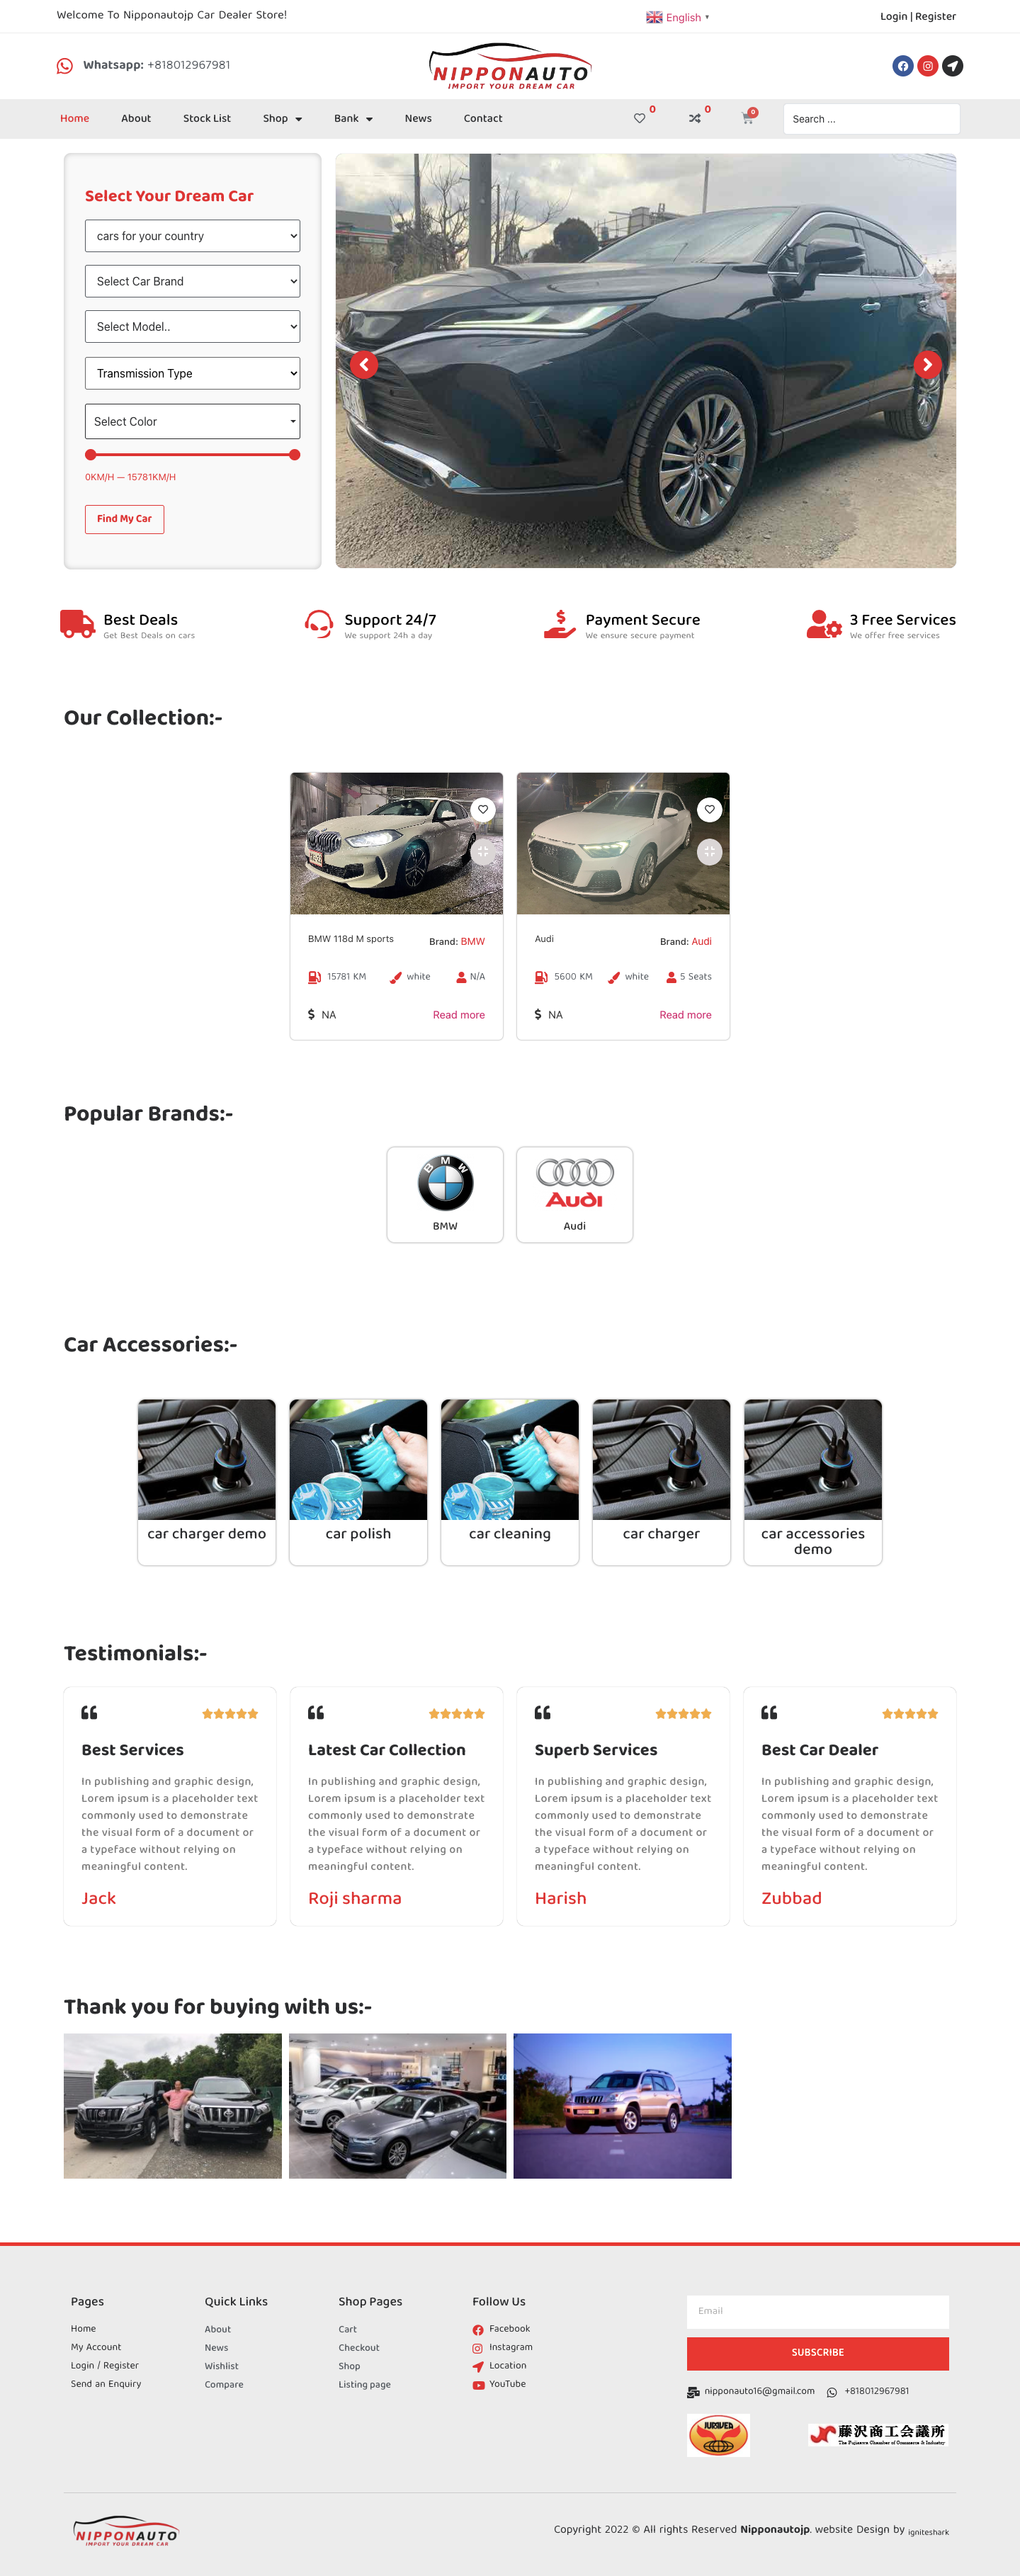 Welcome To Nipponautojp Car Dealer Store!
English ▼
Login | Register
Whatsapp: +818012967981
NIPPONAUTO
IMPORT YOUR DREAM CAR
Home About Stock List Shop Bank News Contact
0 0 0
Search ...
Select Your Dream Car
cars for your country
Select Car Brand
Select Model..
Transmission Type
Select Color
0KM/H — 15781KM/H
Find My Car
Best Deals
Get Best Deals on cars
Support 24/7
We support 24h a day
Payment Secure
We ensure secure payment
3 Free Services
We offer free services
Our Collection:-
BMW 118d M sports
Brand: BMW
15781 KM white N/A
$ NA
Read more
Audi
Brand: Audi
5600 KM white 5 Seats
$ NA
Read more
Popular Brands:-
BMW
BMW
Audi
Audi
Car Accessories:-
car charger demo
car polish
car cleaning
car charger
car accessories
demo
Testimonials:-
Best Services
In publishing and graphic design,
Lorem ipsum is a placeholder text
commonly used to demonstrate
the visual form of a document or
a typeface without relying on
meaningful content.
Jack
Latest Car Collection
In publishing and graphic design,
Lorem ipsum is a placeholder text
commonly used to demonstrate
the visual form of a document or
a typeface without relying on
meaningful content.
Roji sharma
Superb Services
In publishing and graphic design,
Lorem ipsum is a placeholder text
commonly used to demonstrate
the visual form of a document or
a typeface without relying on
meaningful content.
Harish
Best Car Dealer
In publishing and graphic design,
Lorem ipsum is a placeholder text
commonly used to demonstrate
the visual form of a document or
a typeface without relying on
meaningful content.
Zubbad
Thank you for buying with us:-
Pages
Home
My Account
Login / Register
Send an Enquiry
Quick Links
About
News
Wishlist
Compare
Shop Pages
Cart
Checkout
Shop
Listing page
Follow Us
Facebook
Instagram
Location
YouTube
Email
SUBSCRIBE
nipponauto16@gmail.com
+818012967981
JUMVEA
藤沢商工会議所
The Fujisawa Chamber of Commerce & Industry
NIPPONAUTO
IMPORT YOUR DREAM CAR
Copyright 2022 © All rights Reserved Nipponautojp. website Design by igniteshark